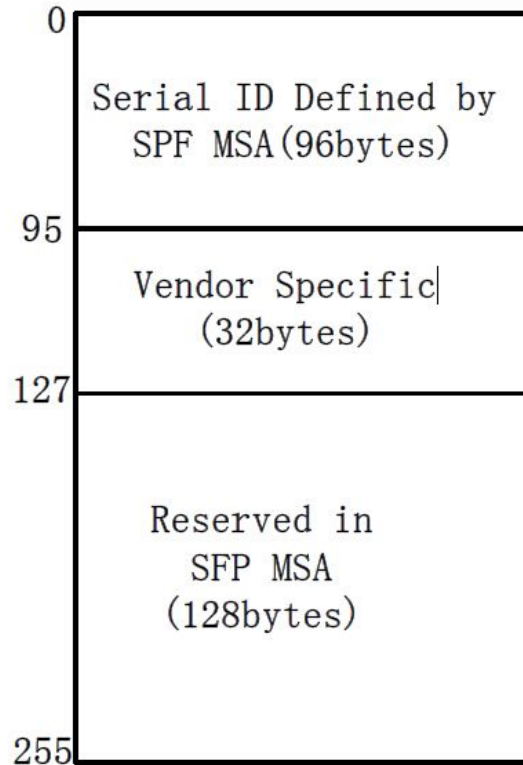 0
Serial ID Defined by
SPF MSA(96bytes)
95
Vendor Specific
(32bytes)
127
Reserved in
SFP MSA
(128bytes)
255